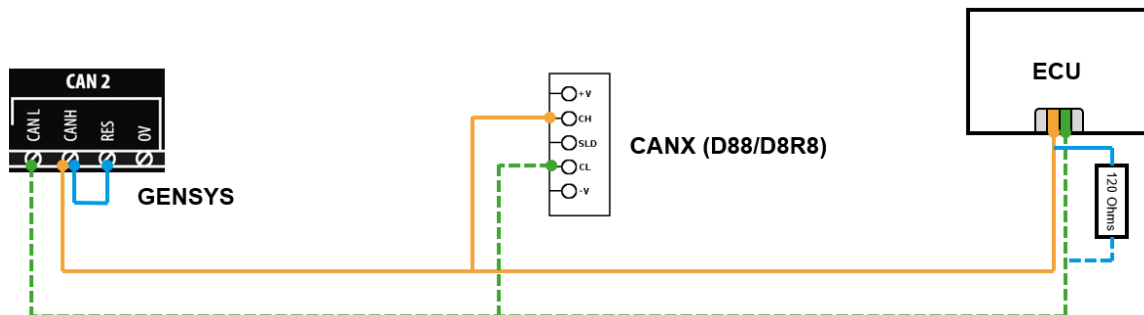 CAN 2
CAN L
CANH
RES
0V
GENSYS
+V
CH
SLD
CL
-V
CANX (D88/D8R8)
ECU
120 Ohms